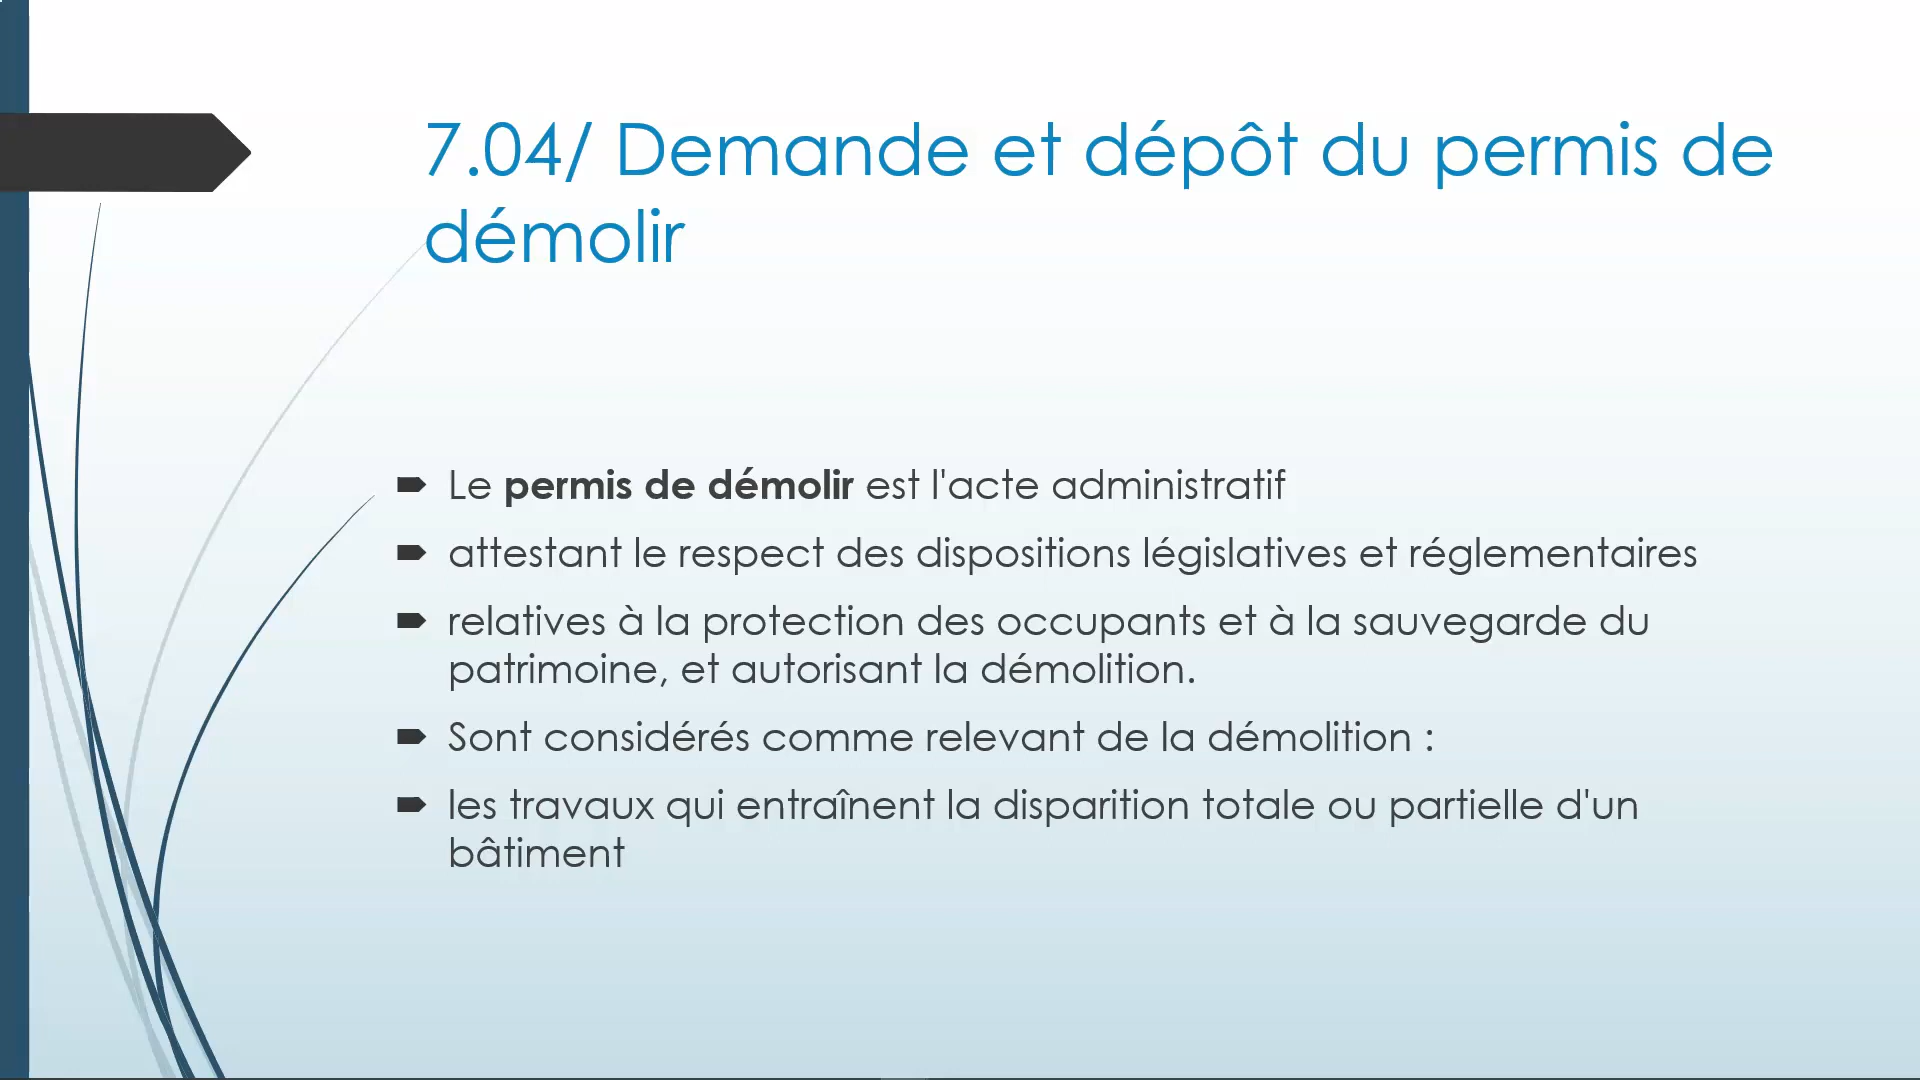 7.04/ Demande et dépôt du permis de
démolir
Le permis de démolir est l'acte administratif
attestant le respect des dispositions législatives et réglementaires
relatives à la protection des occupants et à la sauvegarde du
patrimoine, et autorisant la démolition.
Sont considérés comme relevant de la démolition :
les travaux qui entraînent la disparition totale ou partielle d'un
bâtiment